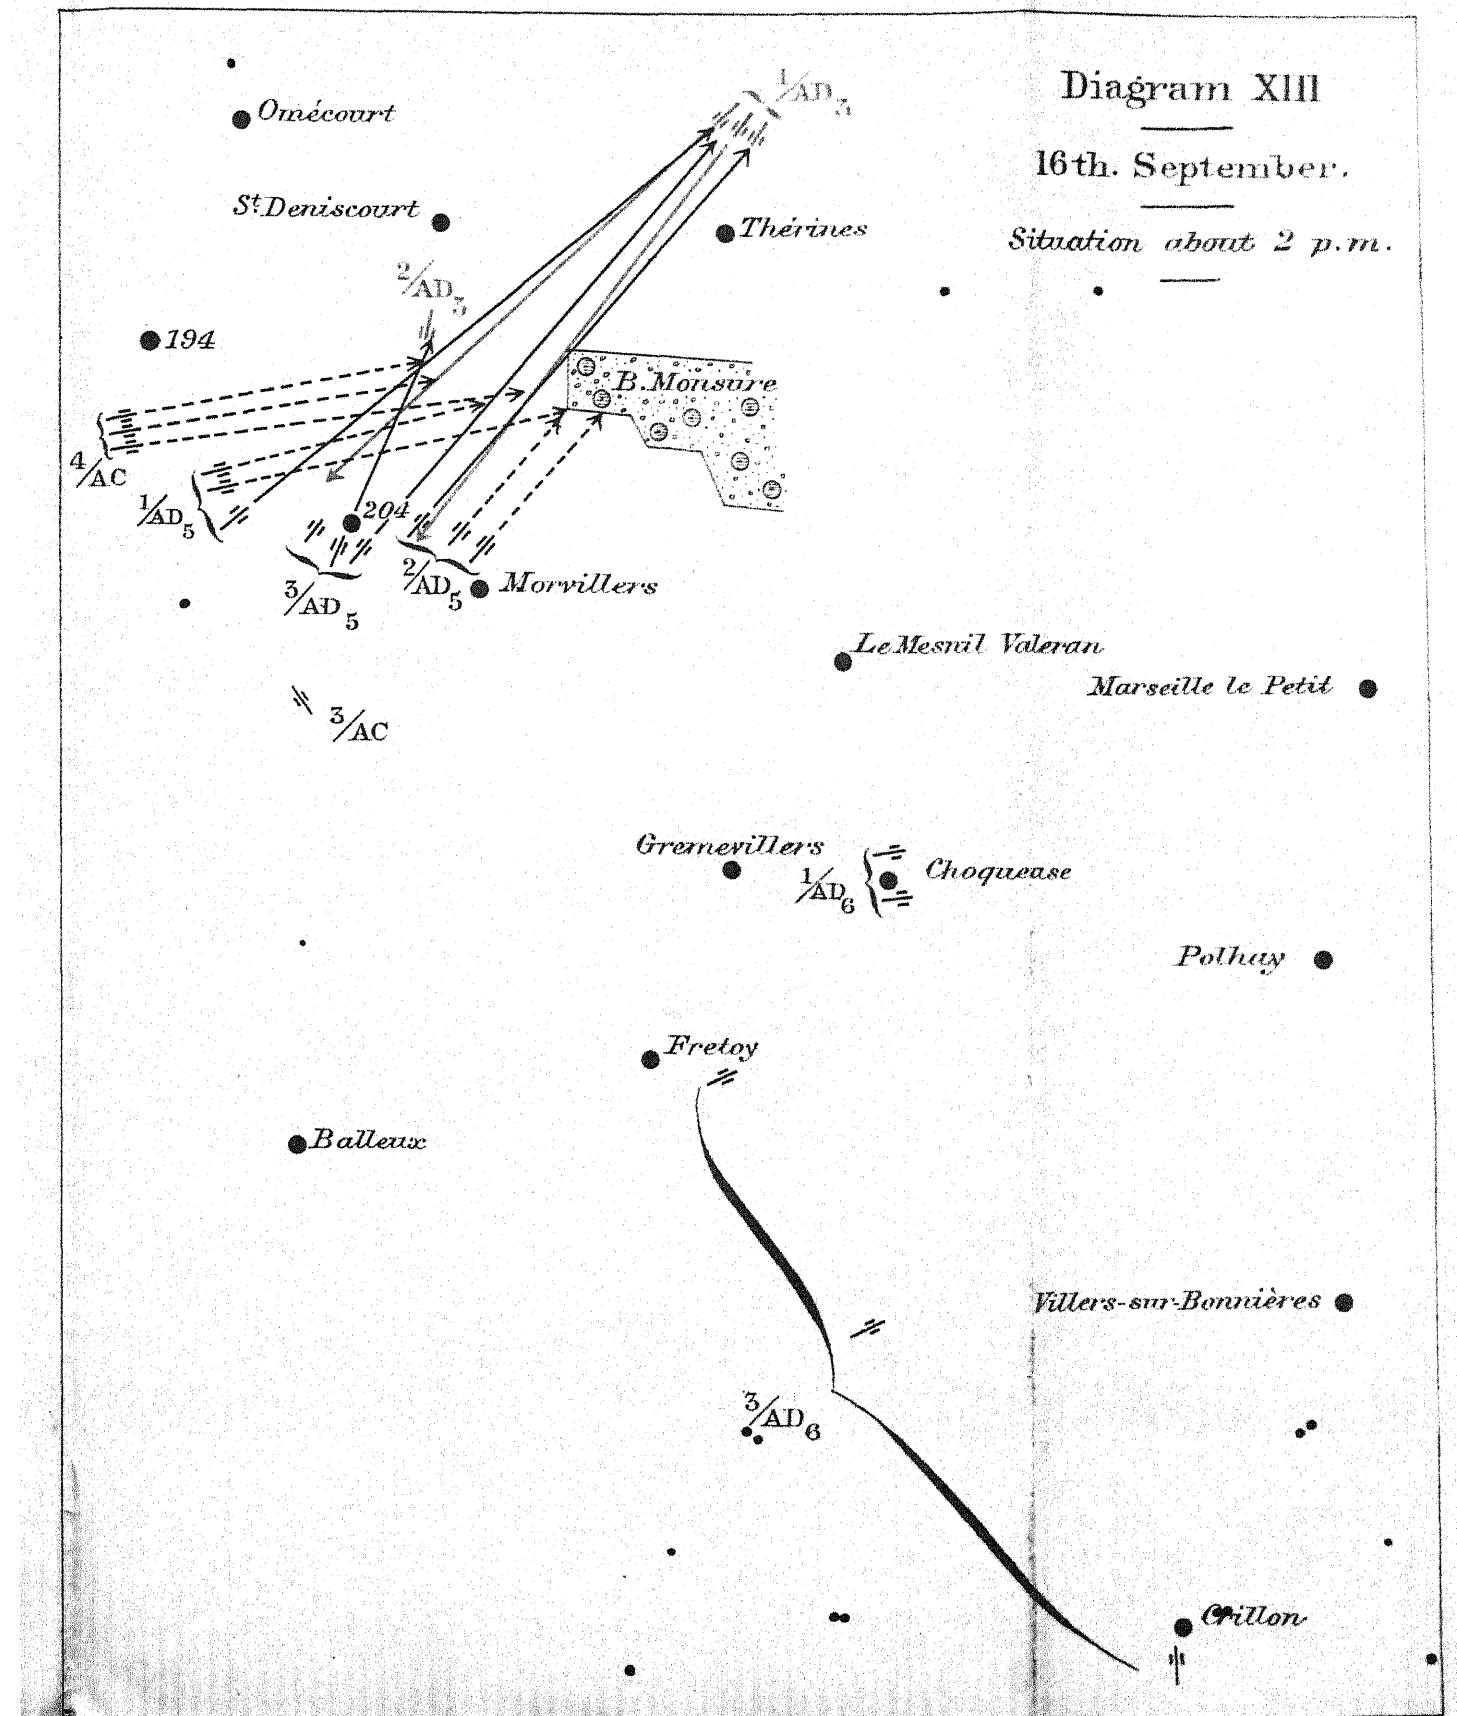 1/AD3
Diagram XIII
Omécourt
16th. September.
St. Deniscourt
Thérines
Situation about 2 p.m.
2/AD3
194
B. Monsure
4/AC
1/AD5
204
3/AD5
2/AD5
Morvillers
Le Mesnil Valeran
Marseille le Petit
3/AC
Gremevillers
1/AD6
Choquease
Polhay
Fretoy
Balleux
Villers-sur-Bonnières
3/AD6
Crillon